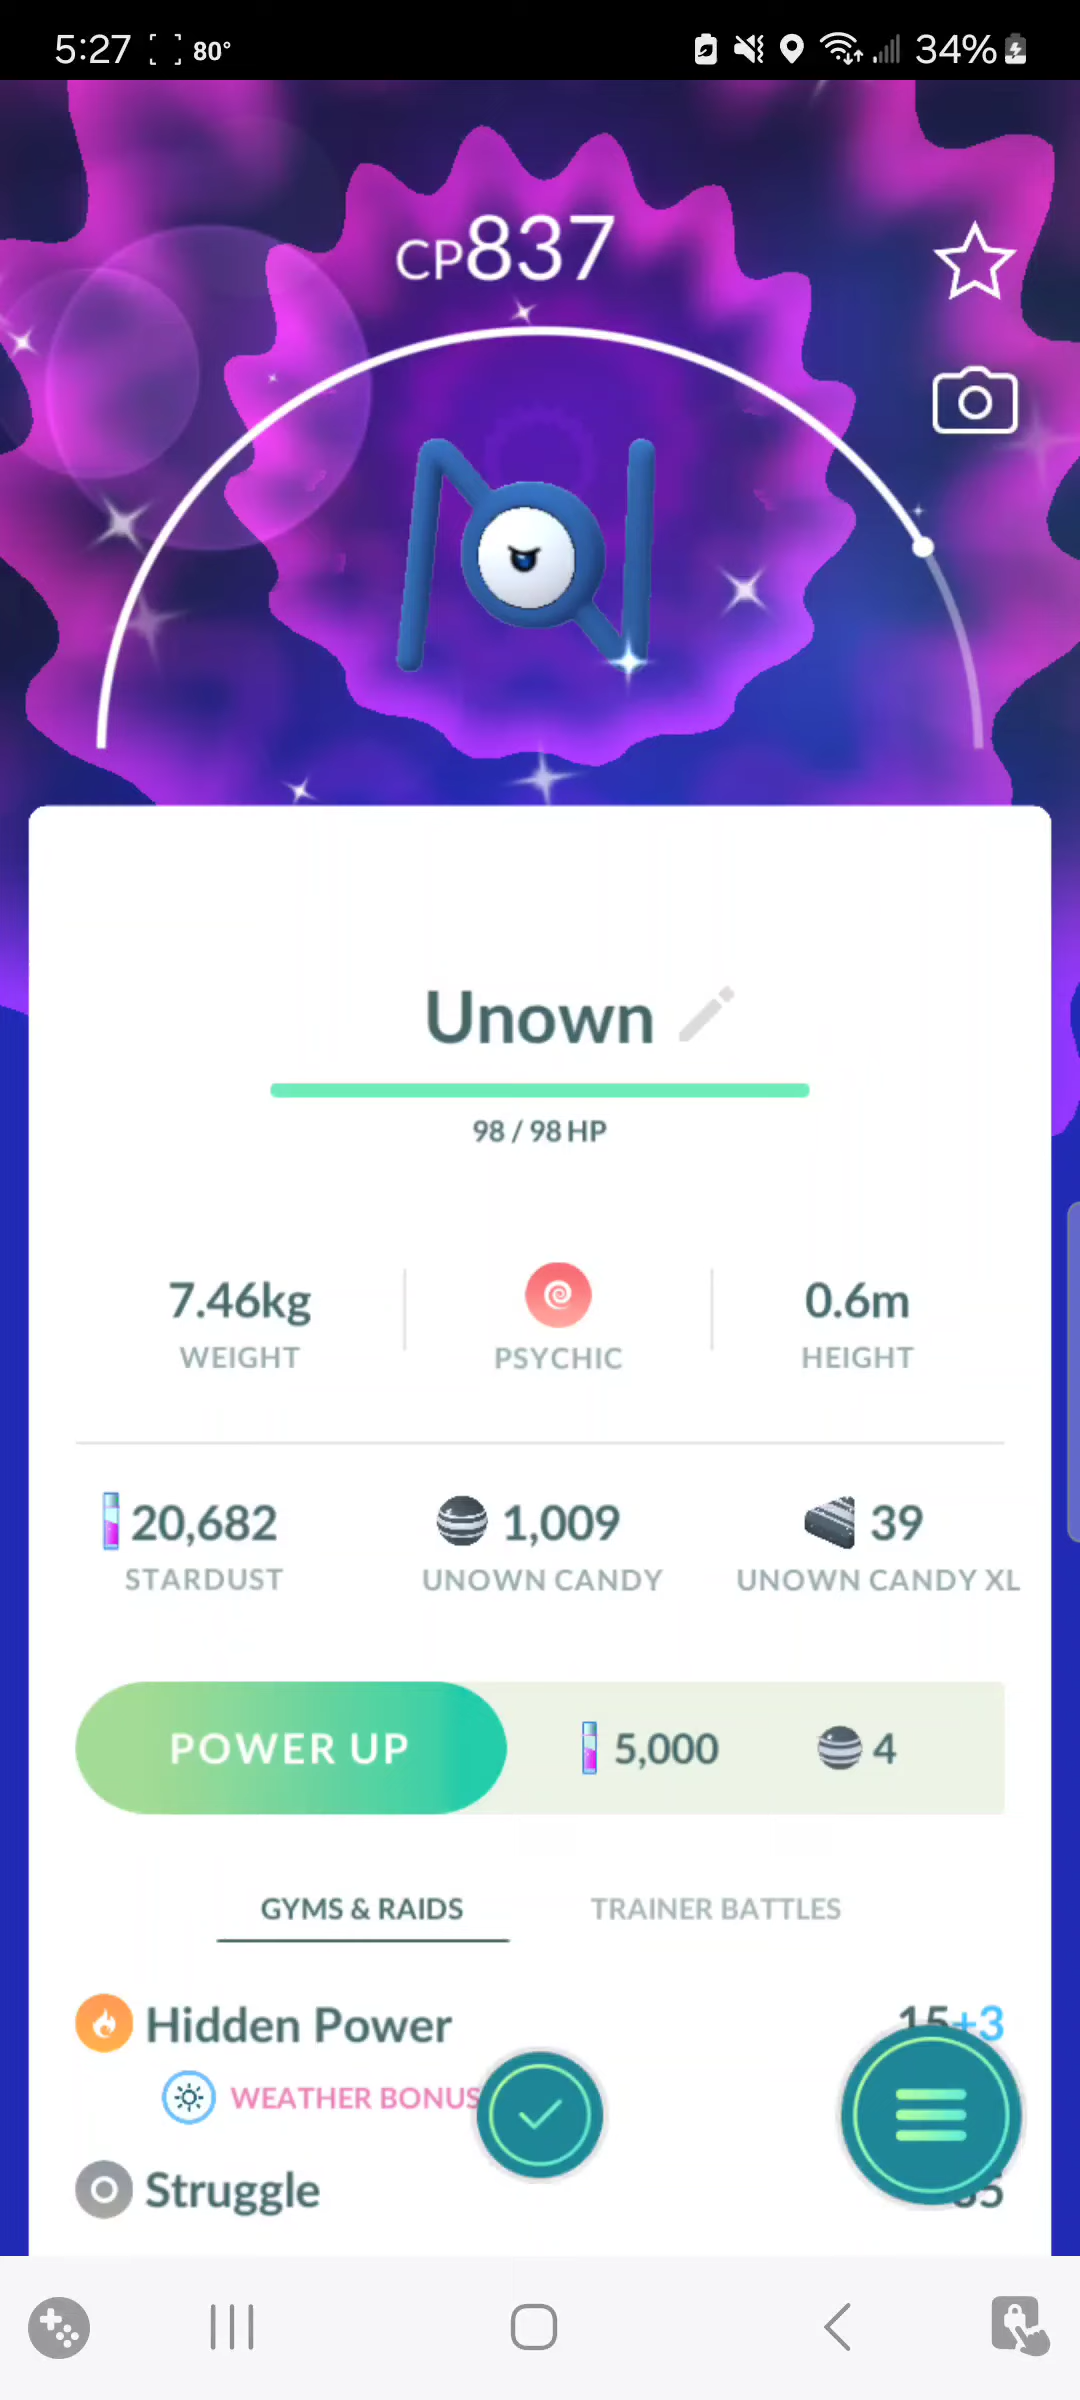 5:27 80° 34%
CP837
Unown
98 / 98 HP
7.46kg
WEIGHT
PSYCHIC
0.6m
HEIGHT
20,682
STARDUST
1,009
UNOWN CANDY
39
UNOWN CANDY XL
POWER UP 5,000 4
GYMS & RAIDS TRAINER BATTLES
Hidden Power 15+3
WEATHER BONUS
Struggle